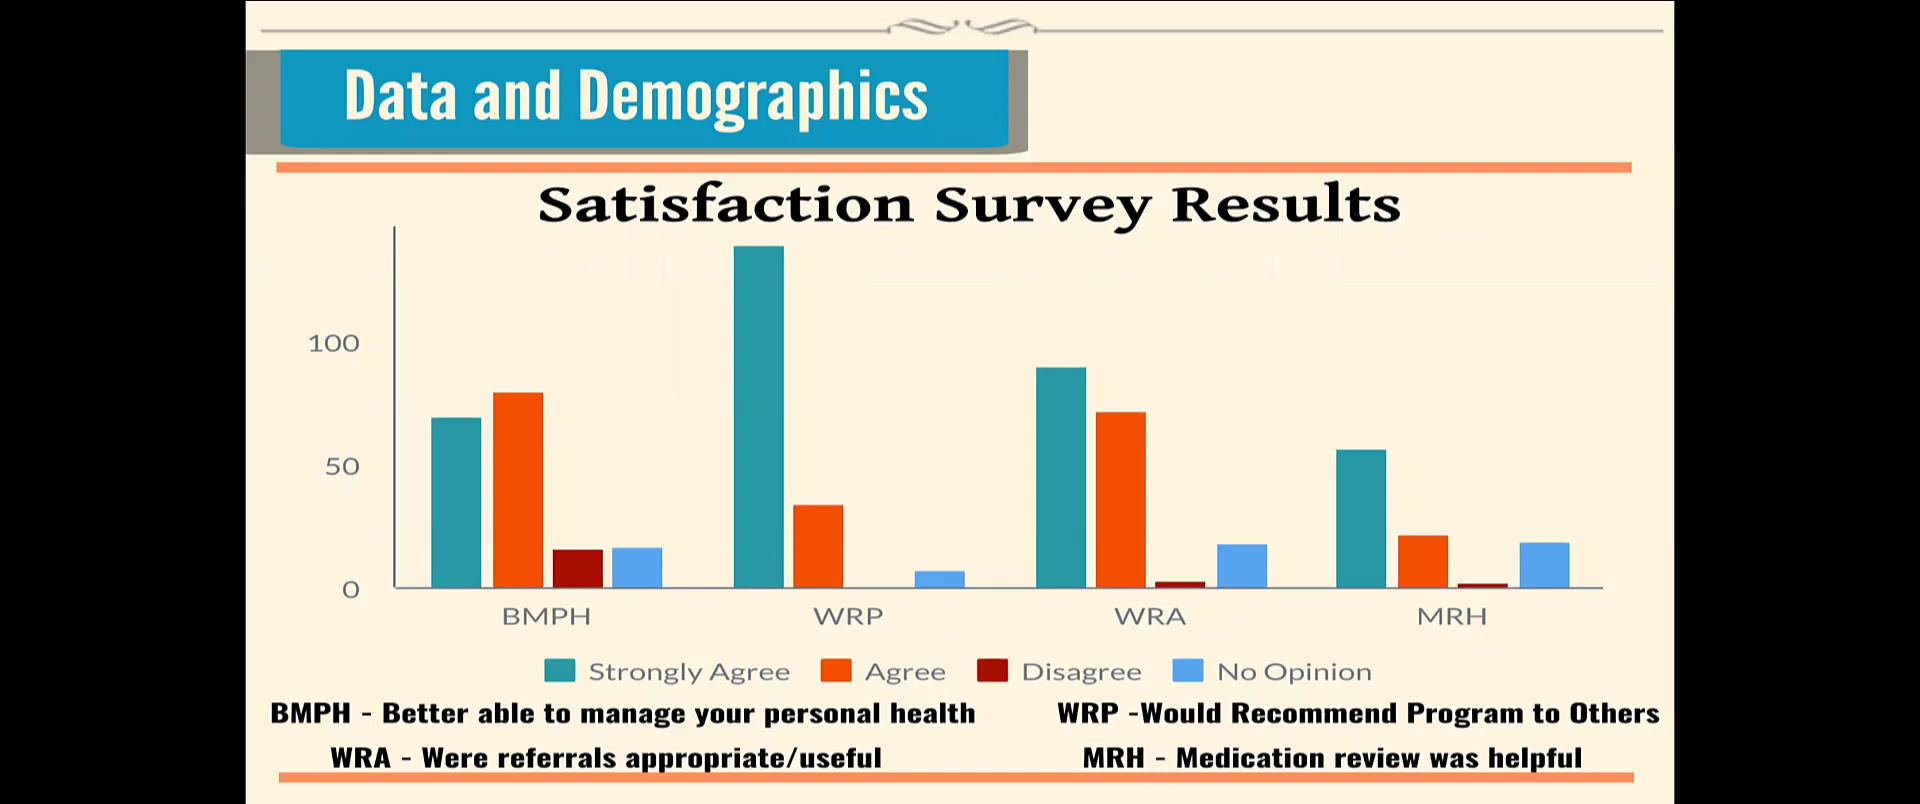 Data and Demographics
Satisfaction Survey Results
100
50
0
BMPH WRP WRA MRH
Strongly Agree Agree Disagree No Opinion
BMPH - Better able to manage your personal health WRP -Would Recommend Program to Others
WRA - Were referrals appropriate/useful MRH - Medication review was helpful